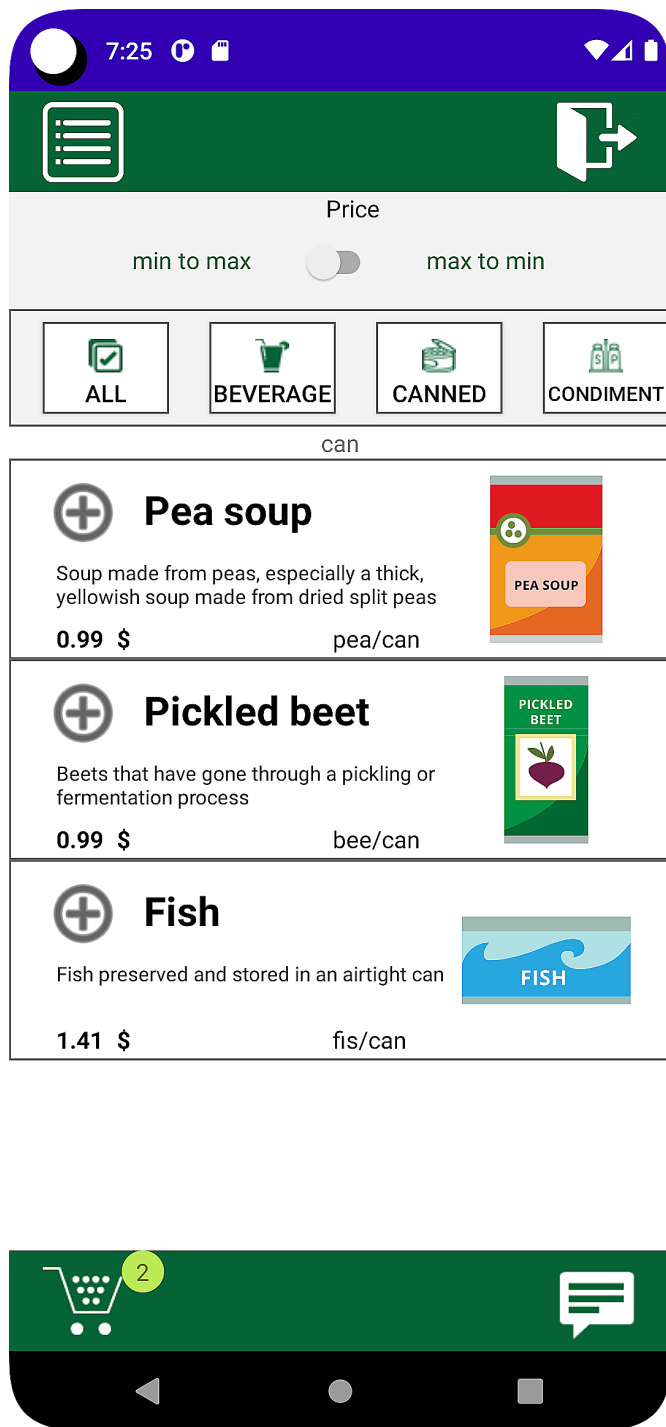 7:25
Price
min to max
max to min
ALL
BEVERAGE
CANNED
CONDIMENT
can
Pea soup
Soup made from peas, especially a thick,
yellowish soup made from dried split peas
0.99 $
pea/can
PEA SOUP
Pickled beet
Beets that have gone through a pickling or
fermentation process
0.99 $
bee/can
PICKLED
BEET
Fish
Fish preserved and stored in an airtight can
1.41 $
fis/can
FISH
2